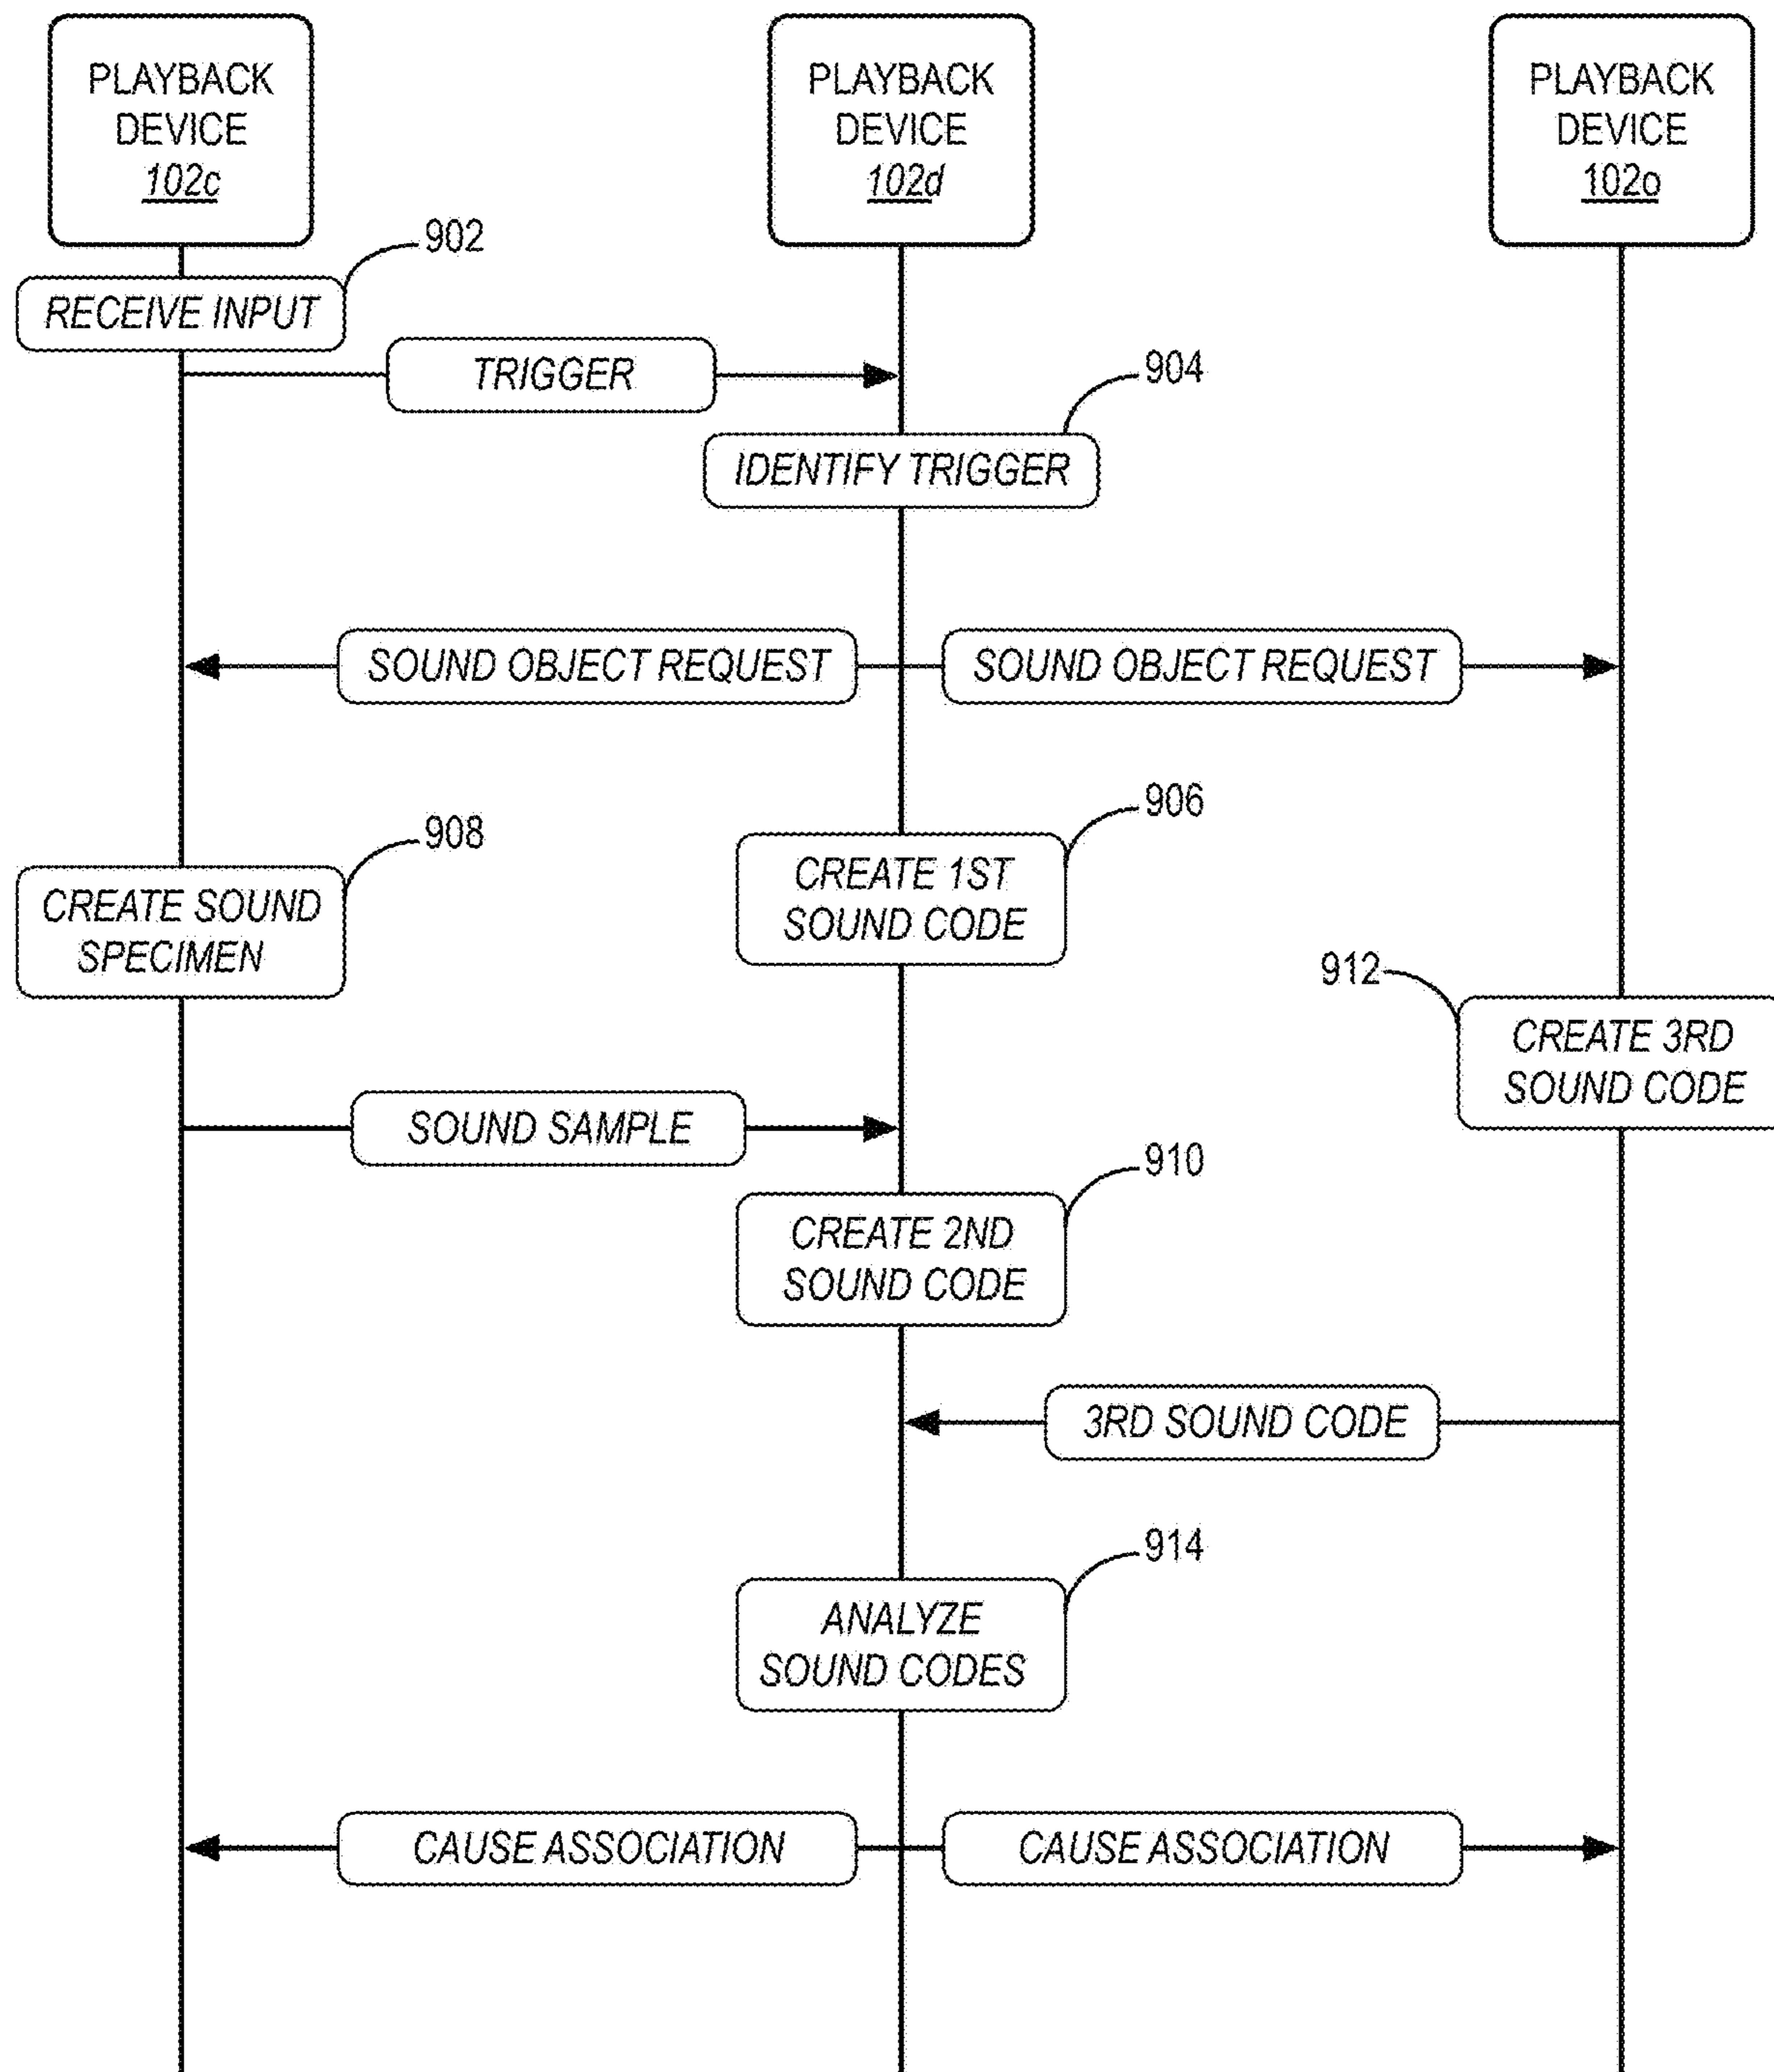 PLAYBACK
DEVICE
102c
PLAYBACK
DEVICE
102d
PLAYBACK
DEVICE
102o
902
RECEIVE INPUT
TRIGGER
904
IDENTIFY TRIGGER
SOUND OBJECT REQUEST
SOUND OBJECT REQUEST
906
908
CREATE 1ST
SOUND CODE
CREATE SOUND
SPECIMEN
912
CREATE 3RD
SOUND CODE
SOUND SAMPLE
910
CREATE 2ND
SOUND CODE
3RD SOUND CODE
914
ANALYZE
SOUND CODES
CAUSE ASSOCIATION
CAUSE ASSOCIATION